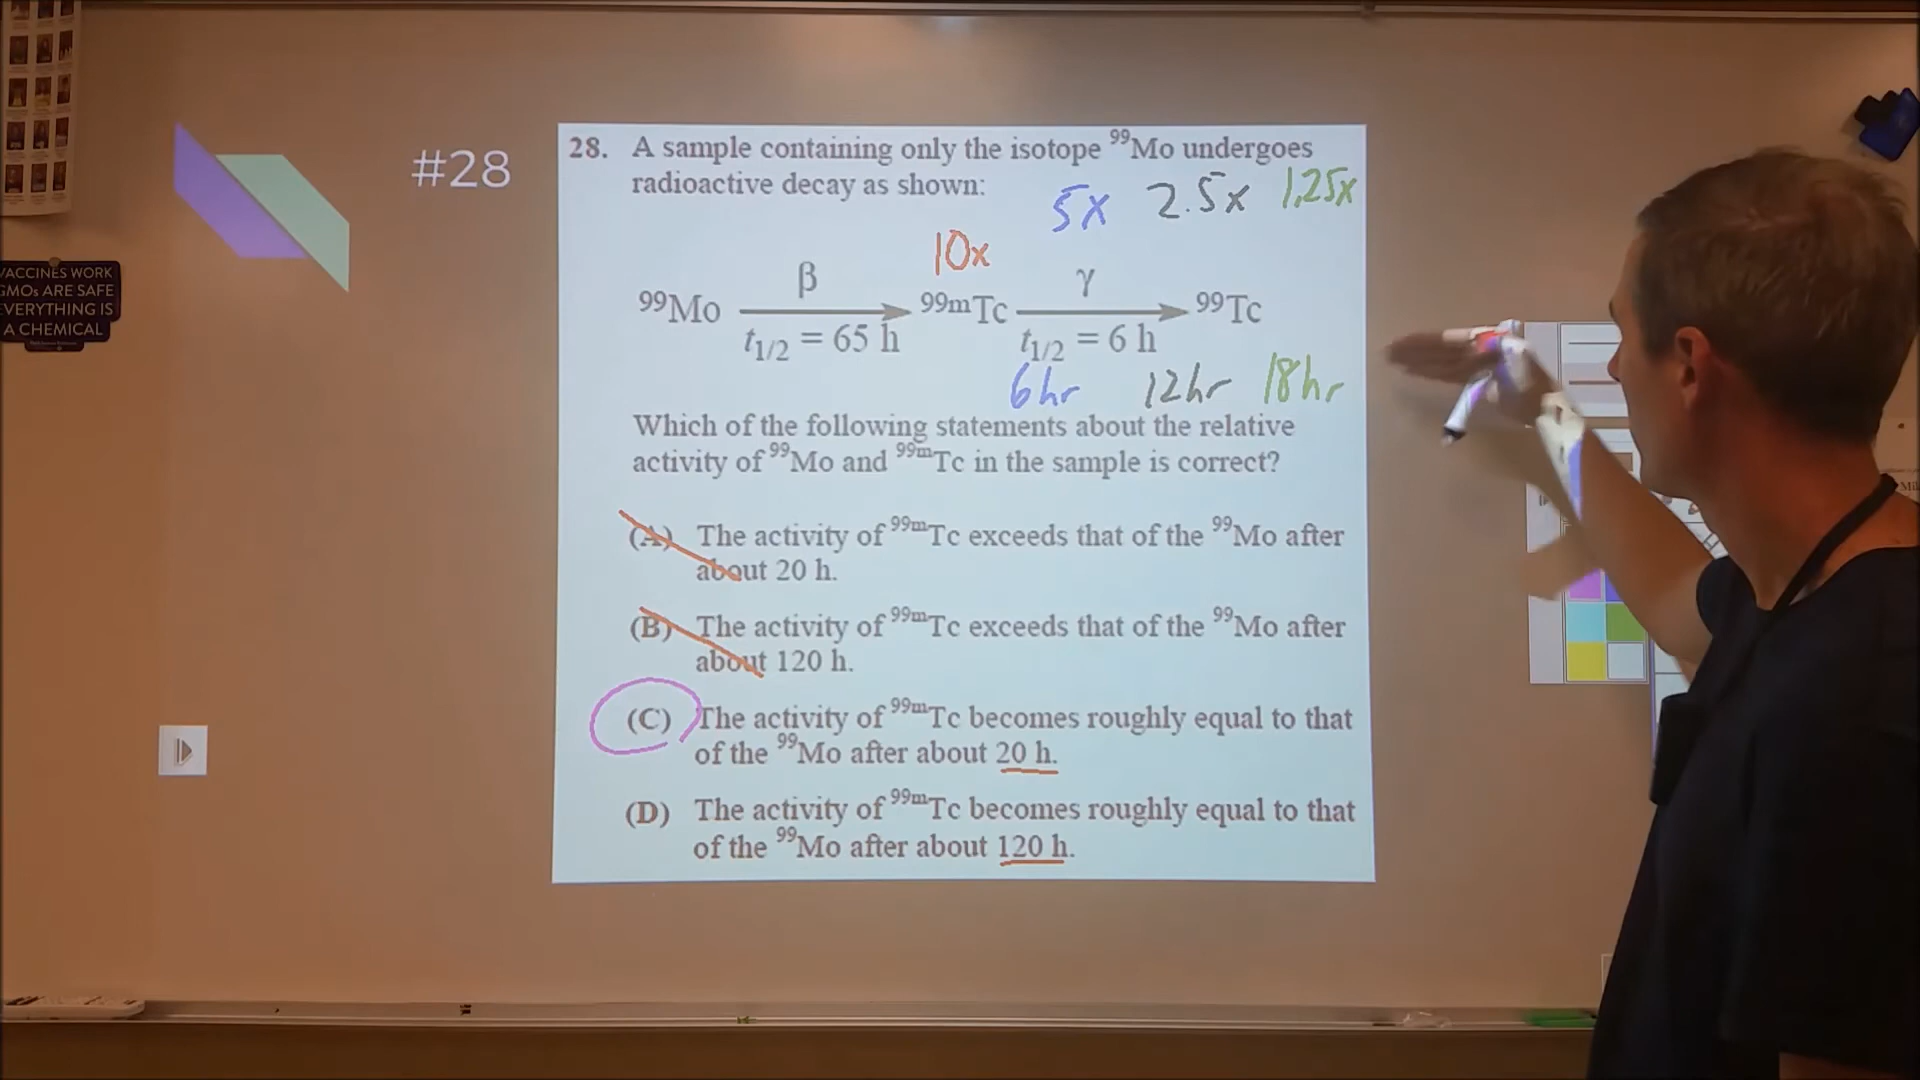 VACCINES WORK
GMOs ARE SAFE
EVERYTHING IS
A CHEMICAL
#28
28. A sample containing only the isotope ⁹⁹Mo undergoes
radioactive decay as shown:
5x 2.5x 1.25x
10x
β γ
⁹⁹Mo ⁹⁹ᵐTc ⁹⁹Tc
t₁/₂ = 65 h t₁/₂ = 6 h
6hr 12hr 18hr
Which of the following statements about the relative
activity of ⁹⁹Mo and ⁹⁹ᵐTc in the sample is correct?
(A) The activity of ⁹⁹ᵐTc exceeds that of the ⁹⁹Mo after
about 20 h.
(B) The activity of ⁹⁹ᵐTc exceeds that of the ⁹⁹Mo after
about 120 h.
(C) The activity of ⁹⁹ᵐTc becomes roughly equal to that
of the ⁹⁹Mo after about 20 h.
(D) The activity of ⁹⁹ᵐTc becomes roughly equal to that
of the ⁹⁹Mo after about 120 h.